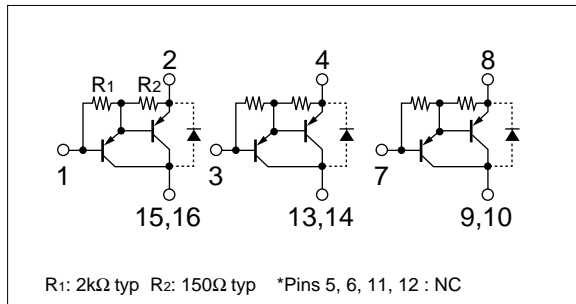 2 4 8
R1 R2
1 3 7
15,16 13,14 9,10
R1: 2kΩ typ R2: 150Ω typ *Pins 5, 6, 11, 12 : NC